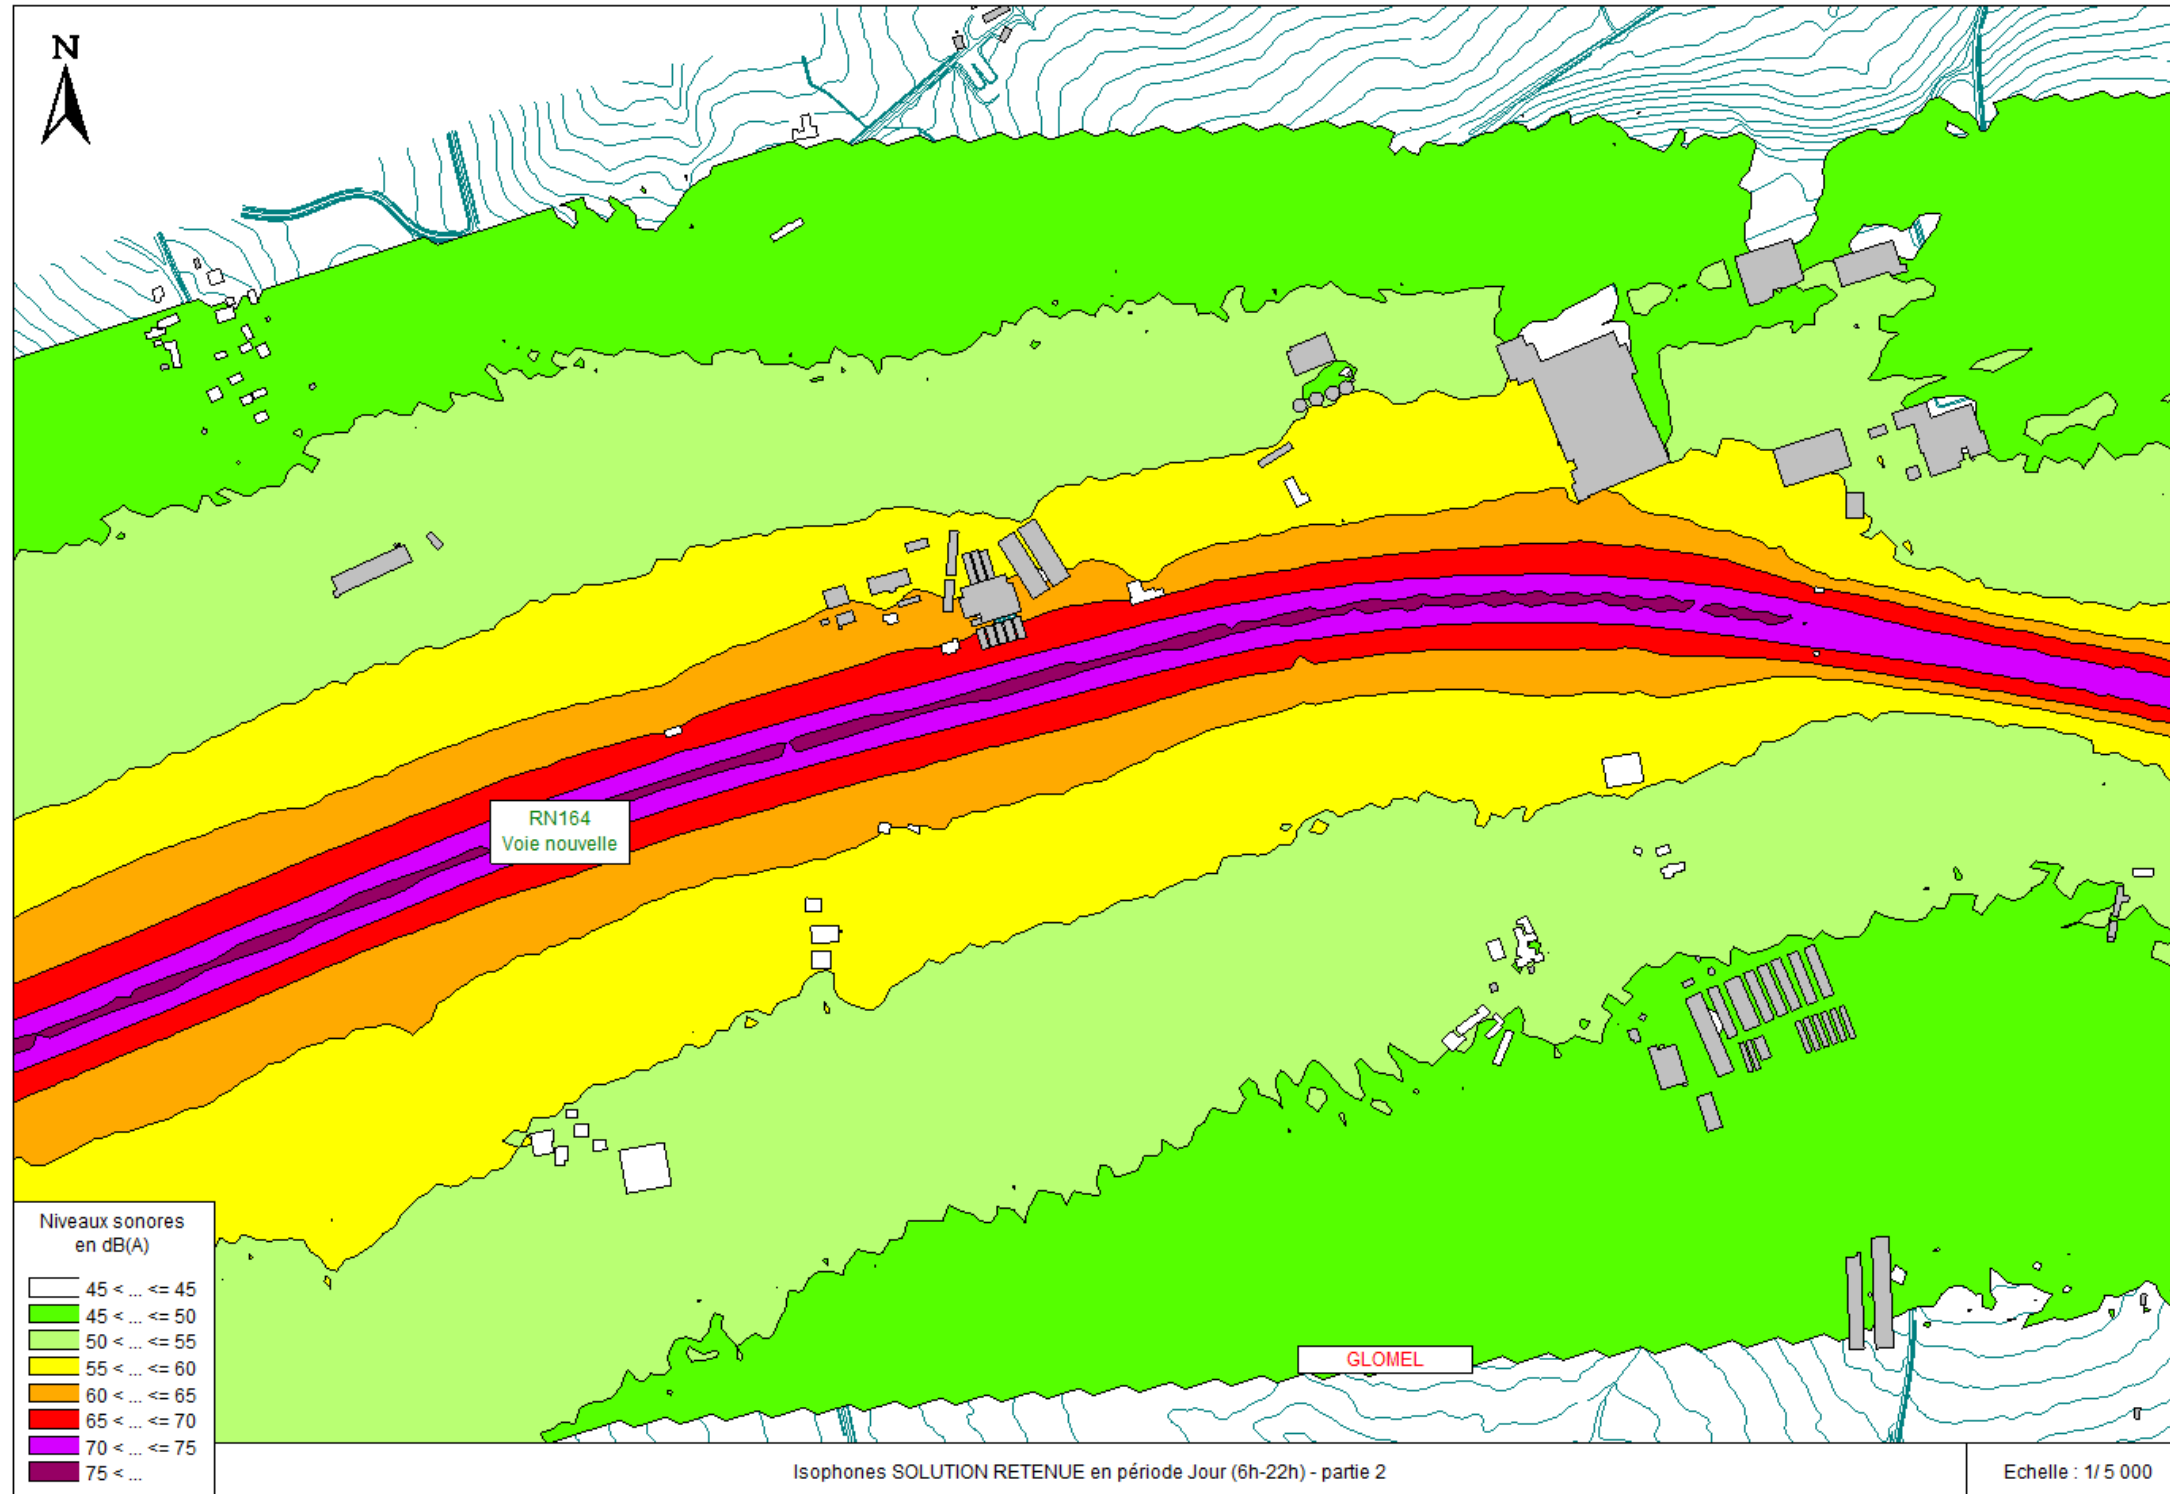 N
RN164
Voie nouvelle
Niveaux sonores
en dB(A)
45 < ... <= 45
45 < ... <= 50
50 < ... <= 55
55 < ... <= 60
60 < ... <= 65
65 < ... <= 70
70 < ... <= 75
75 < ...
GLOMEL
Isophones SOLUTION RETENUE en période Jour (6h-22h) - partie 2
Echelle : 1/ 5 000